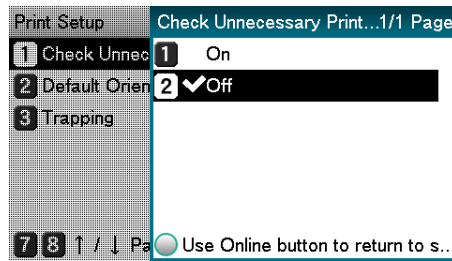 Print Setup
1 Check Unnec
2 Default Orien
3 Trapping
7 8 ↑ / ↓ Pa
Check Unnecessary Print...1/1 Page
1 On
2 ✓Off
Use Online button to return to s..